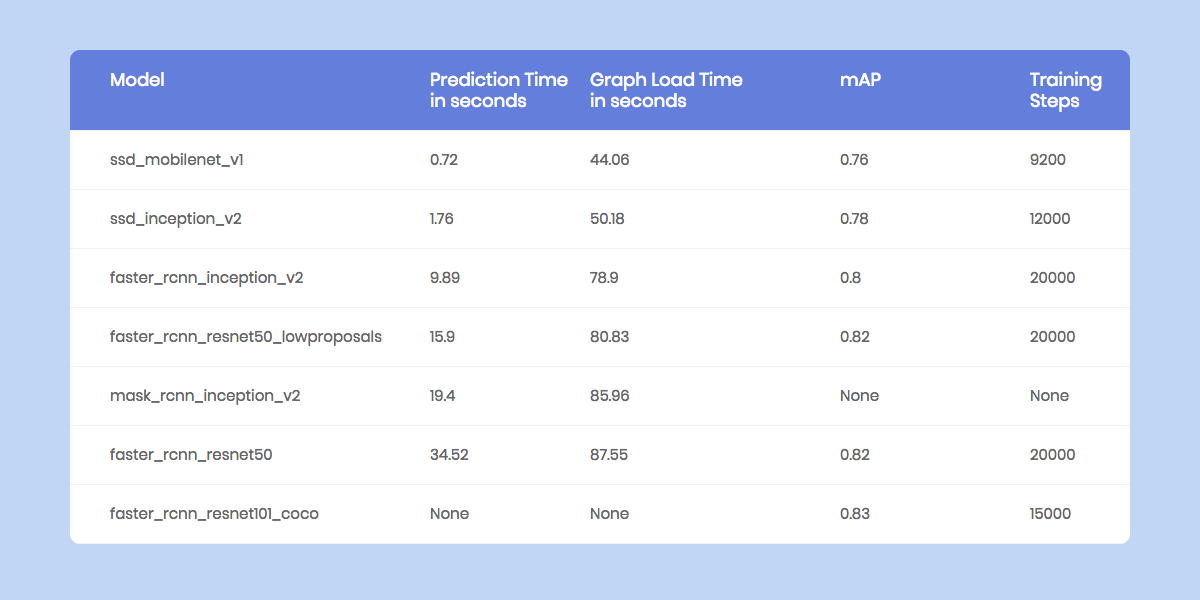 Model Prediction Time in seconds Graph Load Time in seconds mAP Training Steps
ssd_mobilenet_v1 0.72 44.06 0.76 9200
ssd_inception_v2 1.76 50.18 0.78 12000
faster_rcnn_inception_v2 9.89 78.9 0.8 20000
faster_rcnn_resnet50_lowproposals 15.9 80.83 0.82 20000
mask_rcnn_inception_v2 19.4 85.96 None None
faster_rcnn_resnet50 34.52 87.55 0.82 20000
faster_rcnn_resnet101_coco None None 0.83 15000